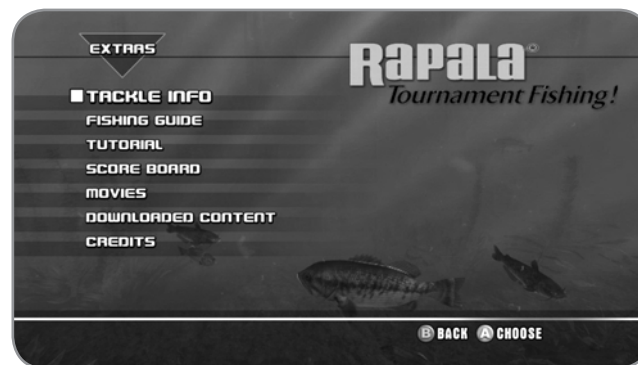 EXTRAS
RAPALA®
Tournament Fishing!
TACKLE INFO
FISHING GUIDE
TUTORIAL
SCORE BOARD
MOVIES
DOWNLOADED CONTENT
CREDITS
B BACK A CHOOSE